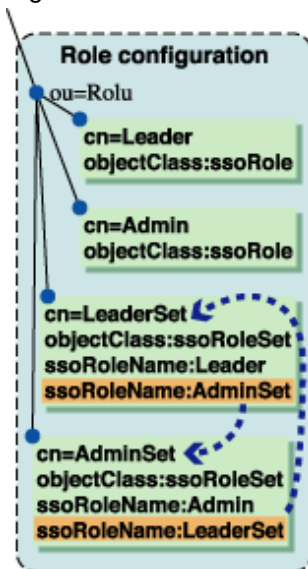 Role configuration
ou=Rolu
cn=Leader
objectClass:ssoRole
cn=Admin
objectClass:ssoRole
cn=LeaderSet
objectClass:ssoRoleSet
ssoRoleName:Leader
ssoRoleName:AdminSet
cn=AdminSet
objectClass:ssoRoleSet
ssoRoleName:Admin
ssoRoleName:LeaderSet